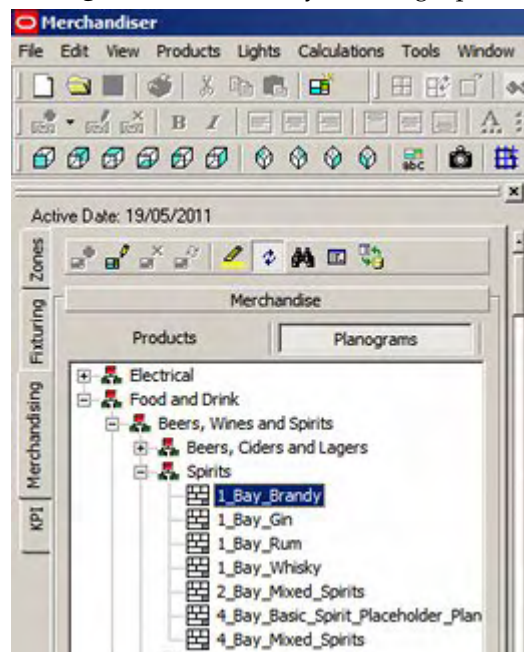 Merchandiser
File Edit View Products Lights Calculations Tools Window
B I A
abc
Active Date: 19/05/2011
Zones
Fixturing
Merchandising
KPI
Merchandise
Products Planograms
Electrical
Food and Drink
Beers, Wines and Spirits
Beers, Ciders and Lagers
Spirits
1_Bay_Brandy
1_Bay_Gin
1_Bay_Rum
1_Bay_Whisky
2_Bay_Mixed_Spirits
4_Bay_Basic_Spirit_Placeholder_Plan
4_Bay_Mixed_Spirits